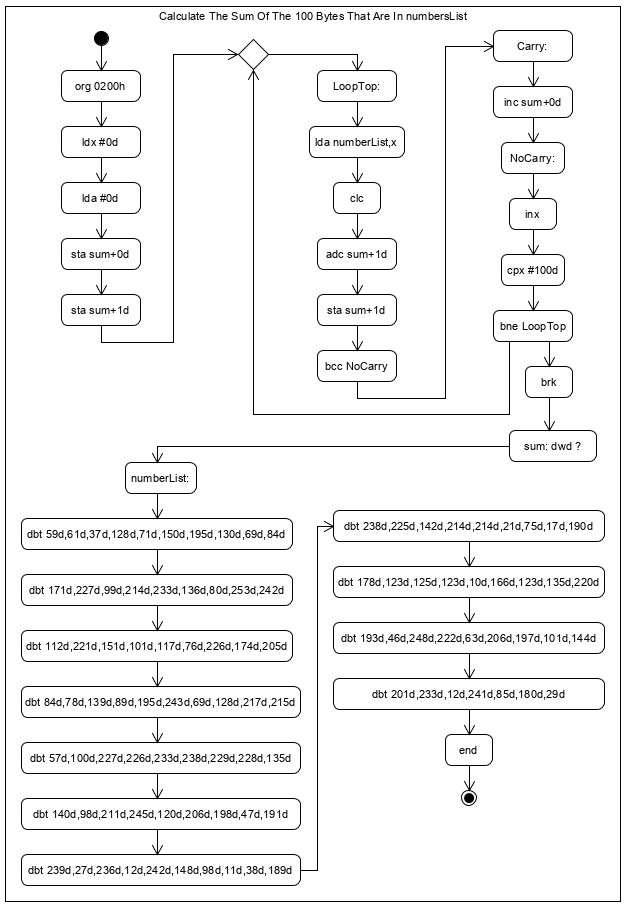 Calculate The Sum Of The 100 Bytes That Are In numbersList
org 0200h
ldx #0d
lda #0d
sta sum+0d
sta sum+1d
LoopTop:
lda numberList,x
clc
adc sum+1d
sta sum+1d
bcc NoCarry
Carry:
inc sum+0d
NoCarry:
inx
cpx #100d
bne LoopTop
brk
sum: dwd ?
numberList:
dbt 59d,61d,37d,128d,71d,150d,195d,130d,69d,84d
dbt 171d,227d,99d,214d,233d,136d,80d,253d,242d
dbt 112d,221d,151d,101d,117d,76d,226d,174d,205d
dbt 84d,78d,139d,89d,195d,243d,69d,128d,217d,215d
dbt 57d,100d,227d,226d,233d,238d,229d,228d,135d
dbt 140d,98d,211d,245d,120d,206d,198d,47d,191d
dbt 239d,27d,236d,12d,242d,148d,98d,11d,38d,189d
dbt 238d,225d,142d,214d,214d,21d,75d,17d,190d
dbt 178d,123d,125d,123d,10d,166d,123d,135d,220d
dbt 193d,46d,248d,222d,63d,206d,197d,101d,144d
dbt 201d,233d,12d,241d,85d,180d,29d
end